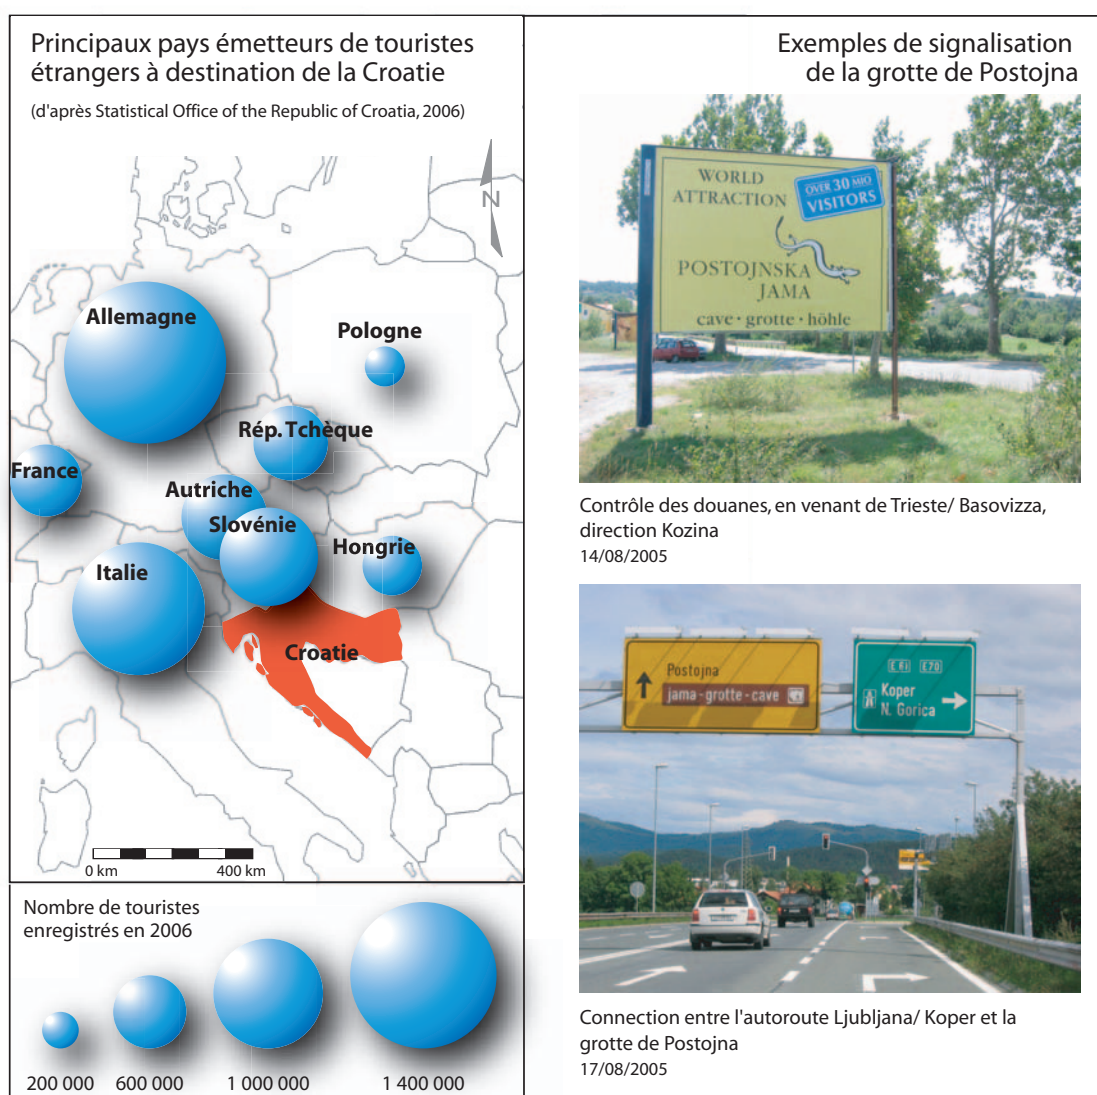 Principaux pays émetteurs de touristes
étrangers à destination de la Croatie
(d'après Statistical Office of the Republic of Croatia, 2006)
N
Allemagne
Pologne
Rép. Tchèque
France
Autriche
Slovénie
Hongrie
Italie
Croatie
0 km
400 km
Nombre de touristes
enregistrés en 2006
200 000
600 000
1 000 000
1 400 000
Exemples de signalisation
de la grotte de Postojna
WORLD
ATTRACTION
OVER 30 MIO
VISITORS
POSTOJNSKA
JAMA
cave · grotte · höhle
Contrôle des douanes, en venant de Trieste/ Basovizza,
direction Kozina
14/08/2005
Postojna
jama - grotte - cave
E 61 E70
Koper
N. Gorica
Connection entre l'autoroute Ljubljana/ Koper et la
grotte de Postojna
17/08/2005